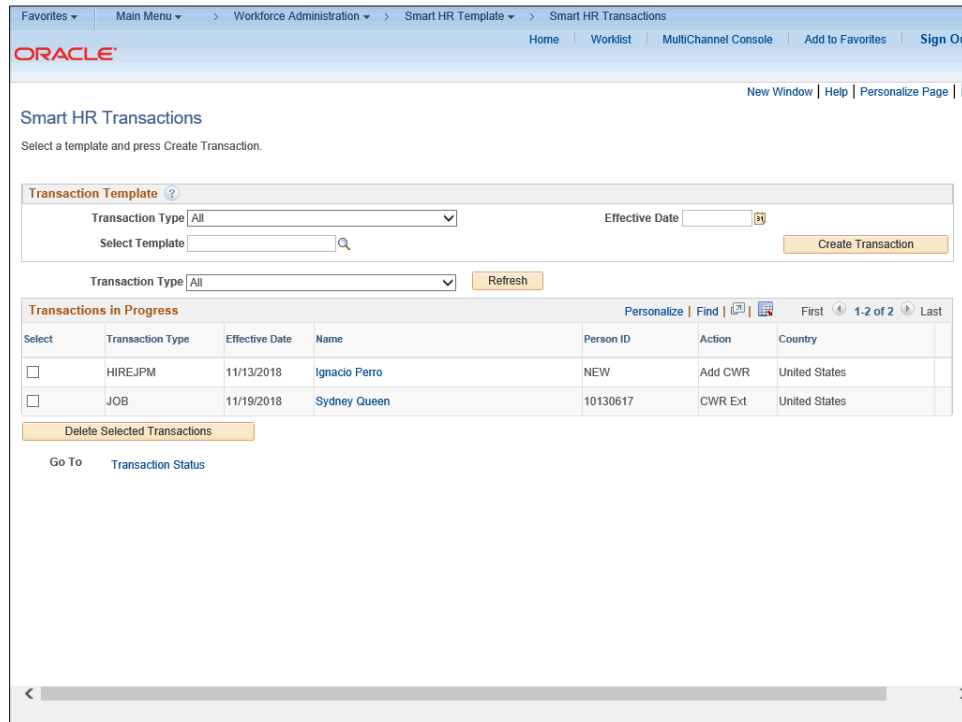 Favorites Main Menu > Workforce Administration > Smart HR Template > Smart HR Transactions
Home Worklist MultiChannel Console Add to Favorites Sign
ORACLE
New Window | Help | Personalize Page |
Smart HR Transactions
Select a template and press Create Transaction.
Transaction Template ?
Transaction Type All Effective Date 31
Select Template Create Transaction
Transaction Type All Refresh
Transactions in Progress Personalize | Find | | First 1-2 of 2 Last
Select Transaction Type Effective Date Name Person ID Action Country
HIREJPM 11/13/2018 Ignacio Perro NEW Add CWR United States
JOB 11/19/2018 Sydney Queen 10130617 CWR Ext United States
Delete Selected Transactions
Go To Transaction Status